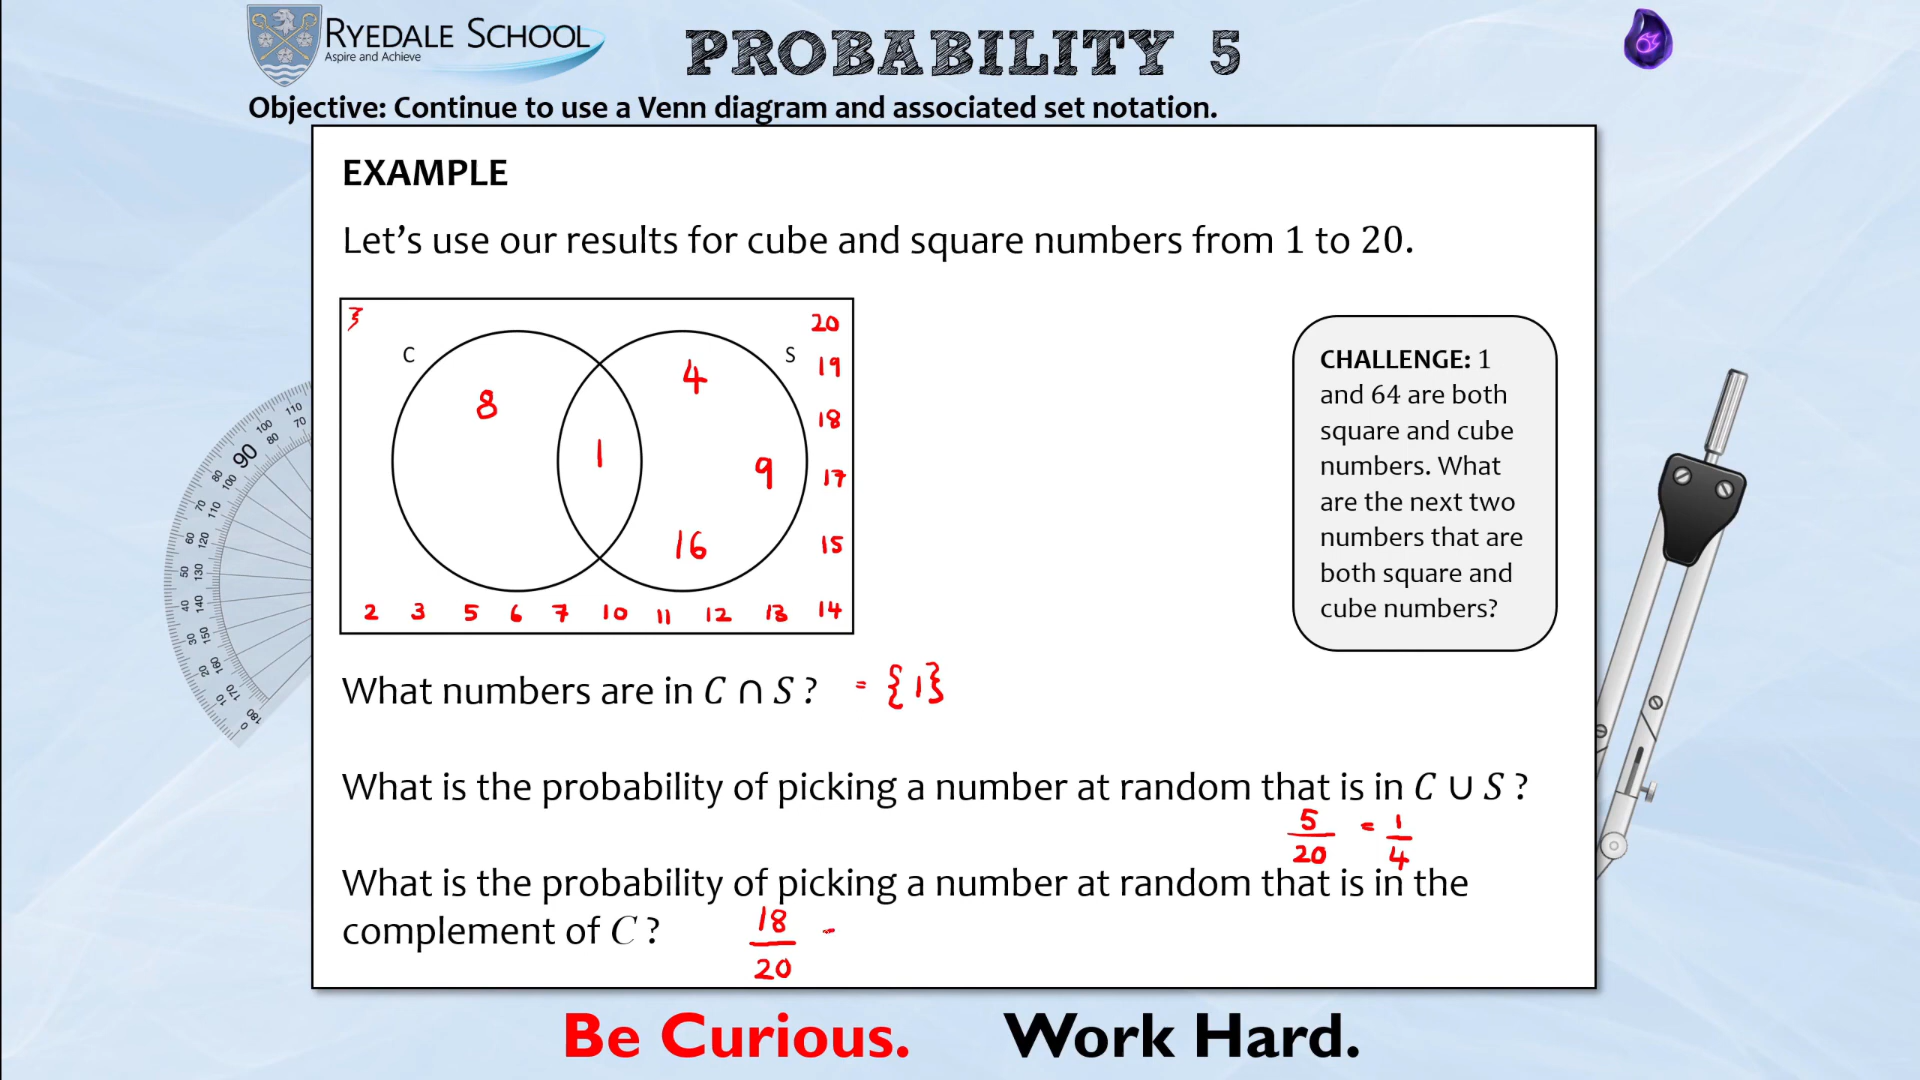 RYEDALE SCHOOL
Aspire and Achieve
PROBABILITY 5
Objective: Continue to use a Venn diagram and associated set notation.
EXAMPLE
Let's use our results for cube and square numbers from 1 to 20.
ξ
C
S
8
1
4
9
16
20
19
18
17
15
2 3 5 6 7 10 11 12 13 14
CHALLENGE: 1
and 64 are both
square and cube
numbers. What
are the next two
numbers that are
both square and
cube numbers?
What numbers are in C ∩ S ? = {1}
What is the probability of picking a number at random that is in C ∪ S ?
5/20 = 1/4
What is the probability of picking a number at random that is in the
complement of C ? 18/20 =
Be Curious. Work Hard.